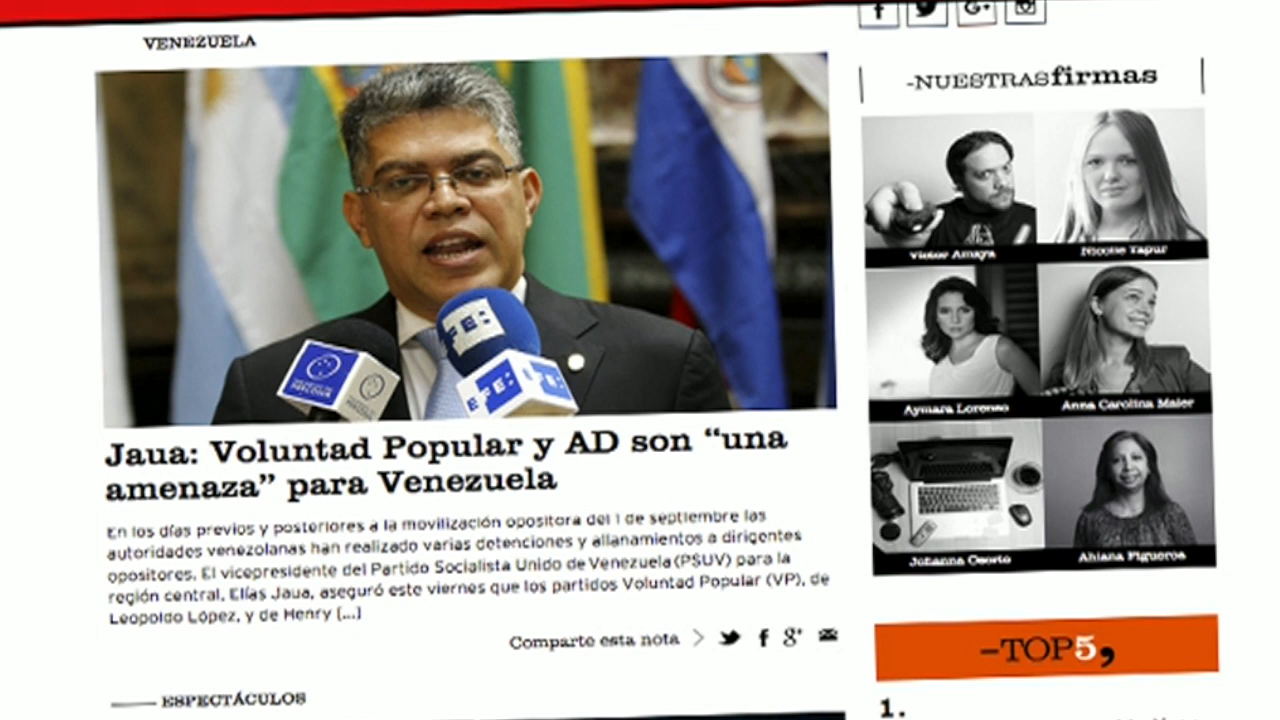 VENEZUELA
-NUESTRASfirmas
Victor Amaya
Nicolle Yapur
Aymara Lorenzo
Anna Carolina Maier
EFE:
EFE:
Jaua: Voluntad Popular y AD son “una
amenaza” para Venezuela
En los días previos y posteriores a la movilización opositora del 1 de septiembre las
autoridades venezolanas han realizado varias detenciones y allanamientos a dirigentes
opositores. El vicepresidente del Partido Socialista Unido de Venezuela (PSUV) para la
región central, Elías Jaua, aseguró este viernes que los partidos Voluntad Popular (VP), de
Leopoldo López, y de Henry [...]
Johanna Osorto
Ahiana Figueroa
Comparte esta nota
-TOP5,
ESPECTÁCULOS
1.